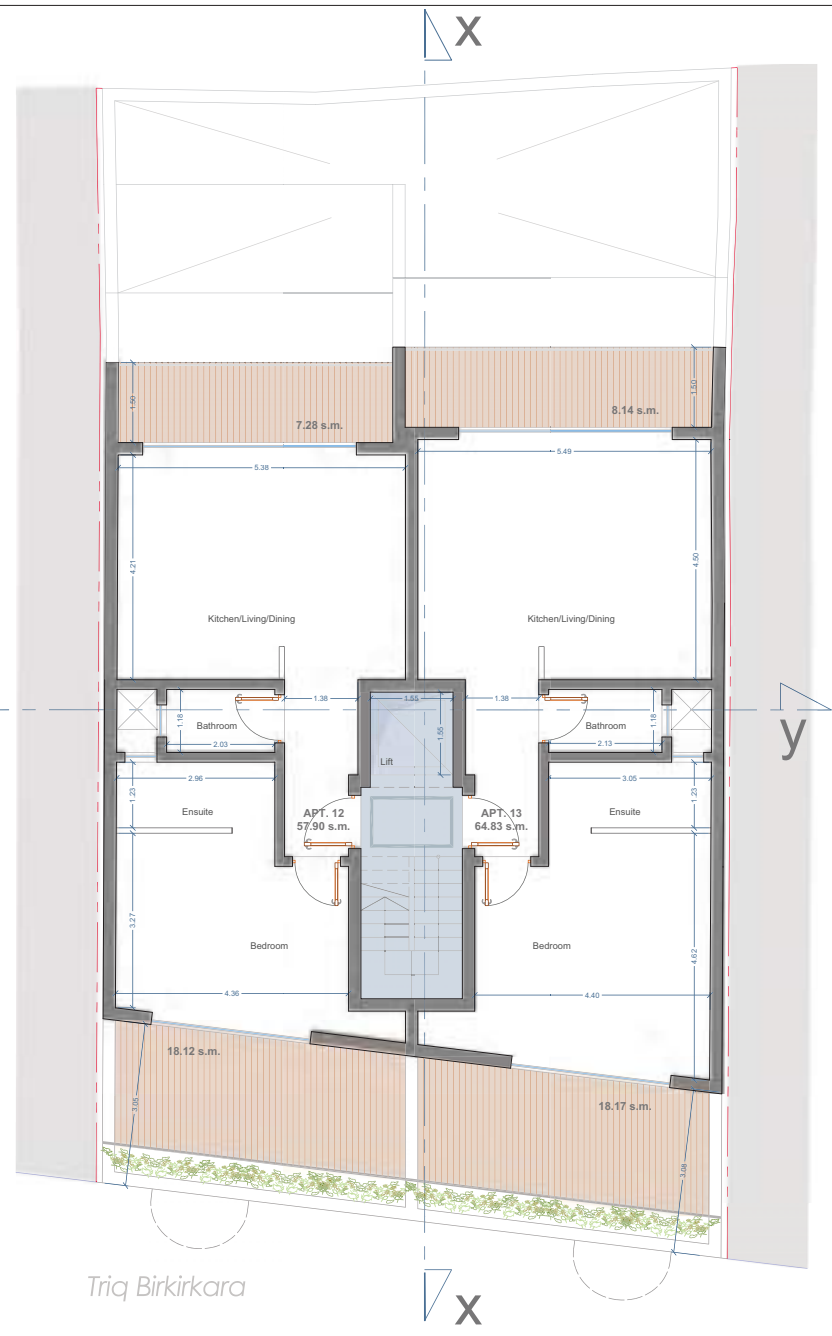 x
1.50
7.28 s.m.
8.14 s.m.
1.50
5.38
5.49
4.21
4.50
Kitchen/Living/Dining
Kitchen/Living/Dining
1.38
1.55
1.38
1.18
Bathroom
1.55
Bathroom
1.18
y
2.03
2.13
Lift
2.96
3.05
1.23
1.23
Ensuite
APT. 12
57.90 s.m.
APT. 13
64.83 s.m.
Ensuite
3.27
Bedroom
Bedroom
4.62
4.36
4.40
18.12 s.m.
3.05
18.17 s.m.
3.08
Triq Birkirkara
x